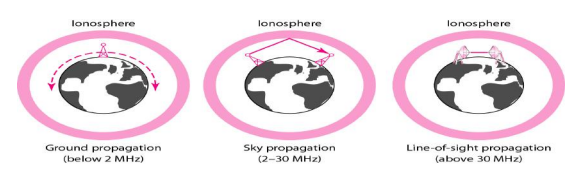 Ionosphere
Ionosphere
Ionosphere
Ground propagation
(below 2 MHz)
Sky propagation
(2–30 MHz)
Line-of-sight propagation
(above 30 MHz)